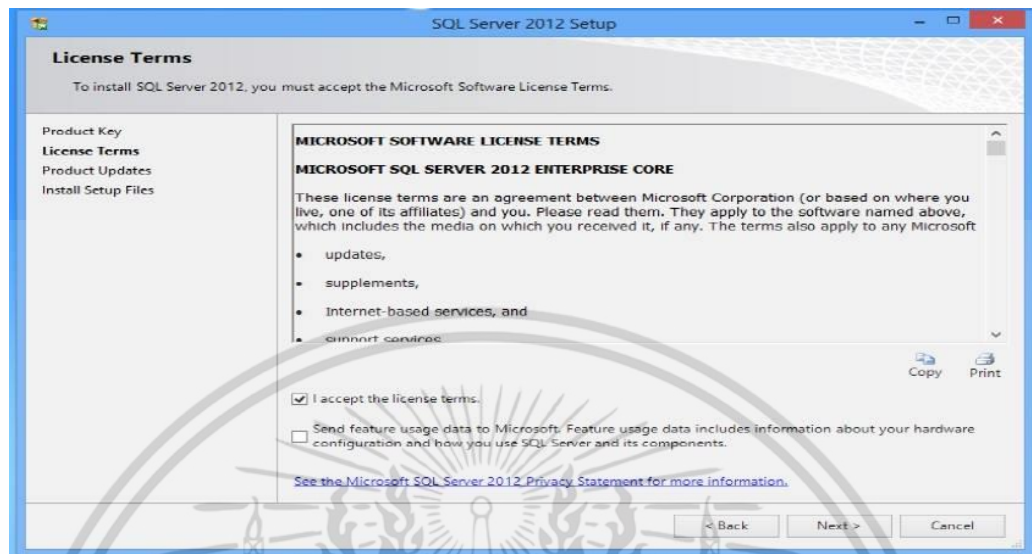 SQL Server 2012 Setup
License Terms
To install SQL Server 2012, you must accept the Microsoft Software License Terms.
Product Key
License Terms
Product Updates
Install Setup Files
MICROSOFT SOFTWARE LICENSE TERMS
MICROSOFT SQL SERVER 2012 ENTERPRISE CORE
These license terms are an agreement between Microsoft Corporation (or based on where you
live, one of its affiliates) and you. Please read them. They apply to the software named above,
which includes the media on which you received it, if any. The terms also apply to any Microsoft
• updates,
• supplements,
• Internet-based services, and
• support services
Copy
Print
I accept the license terms.
Send feature usage data to Microsoft. Feature usage data includes information about your hardware
configuration and how you use SQL Server and its components.
See the Microsoft SQL Server 2012 Privacy Statement for more information.
< Back
Next >
Cancel